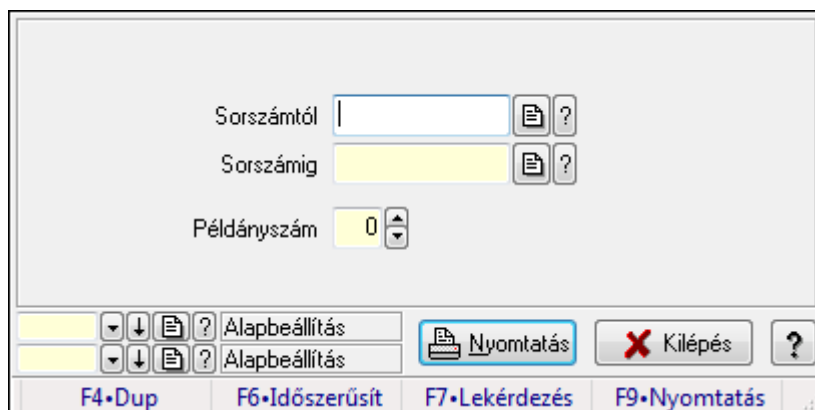 Sorszámtól ?
Sorszámig ?
Példányszám 0
? Alapbeállítás
? Alapbeállítás
Nyomtatás Kilépés ?
F4•Dup F6•Időszerűsít F7•Lekérdezés F9•Nyomtatás